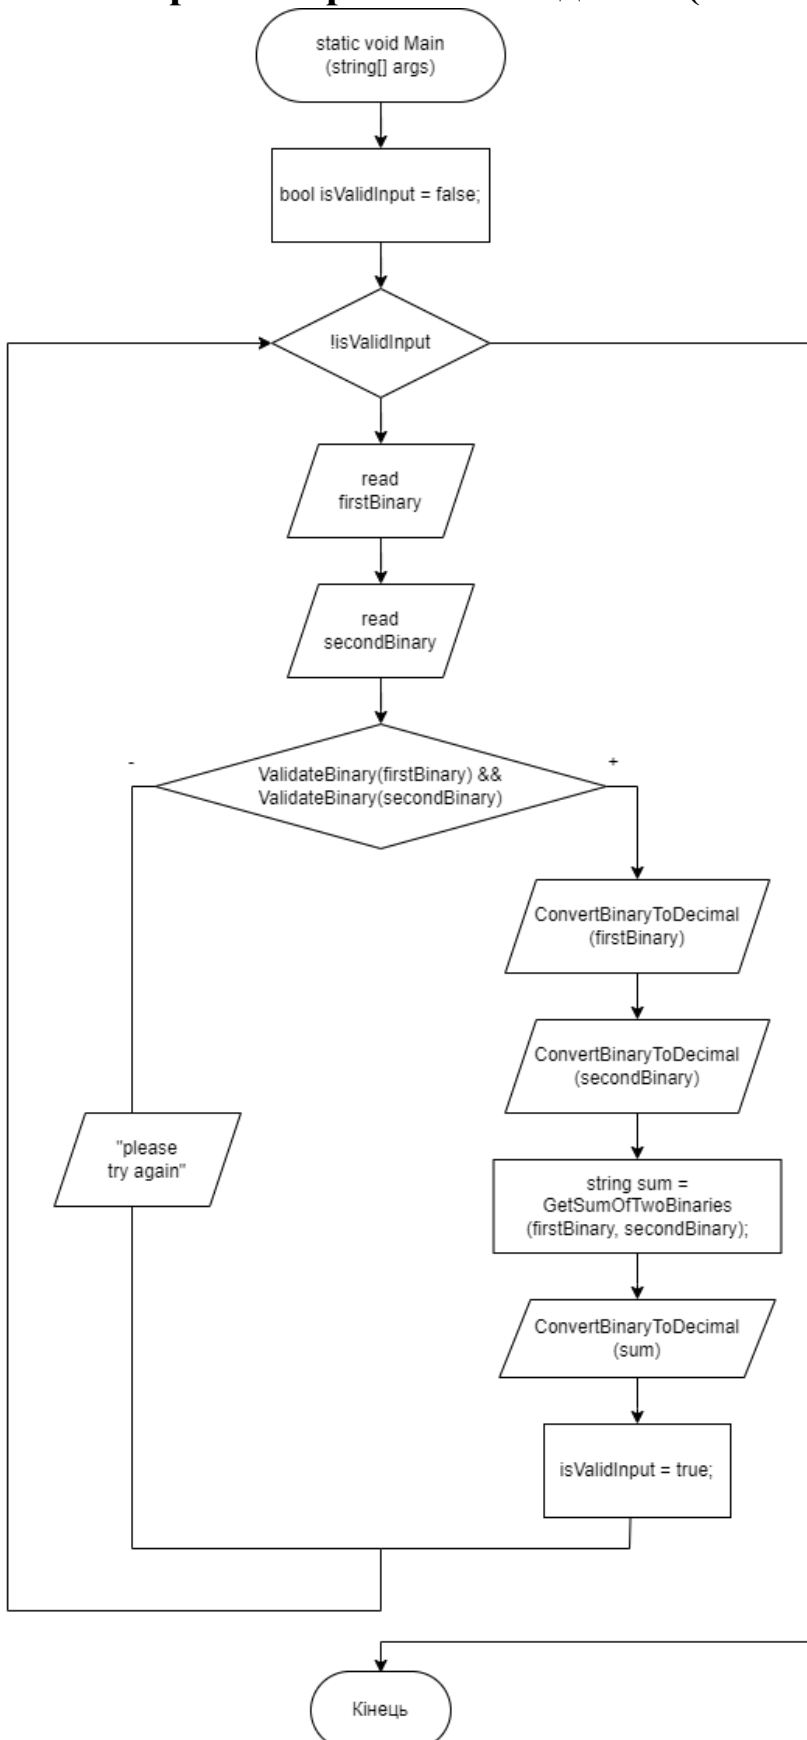 static void Main
(string[] args)
bool isValidInput = false;
!isValidInput
read
firstBinary
read
secondBinary
-
+
ValidateBinary(firstBinary) &&
ValidateBinary(secondBinary)
ConvertBinaryToDecimal
(firstBinary)
ConvertBinaryToDecimal
(secondBinary)
"please
try again"
string sum =
GetSumOfTwoBinaries
(firstBinary, secondBinary);
ConvertBinaryToDecimal
(sum)
isValidInput = true;
Кінець